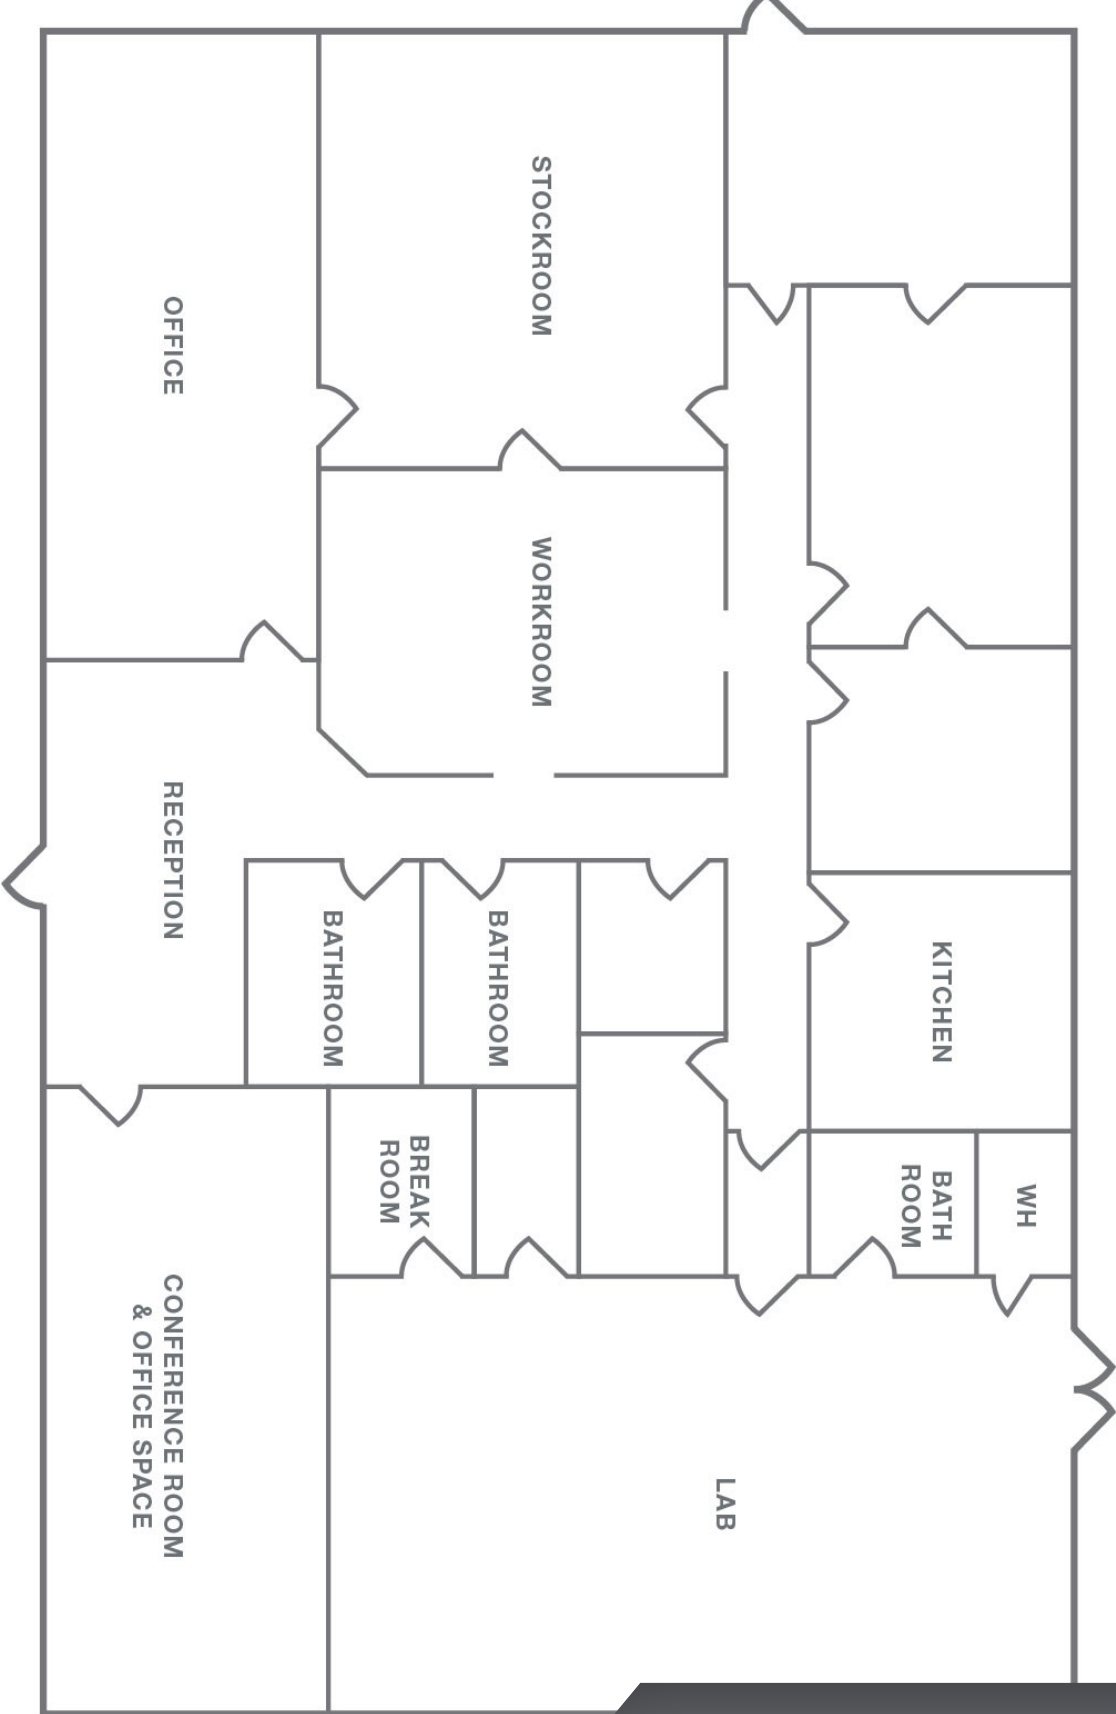 OFFICE
STOCKROOM
WORKROOM
RECEPTION
BATHROOM
BATHROOM
KITCHEN
BREAK
ROOM
BATH
ROOM
WH
CONFERENCE ROOM
& OFFICE SPACE
LAB